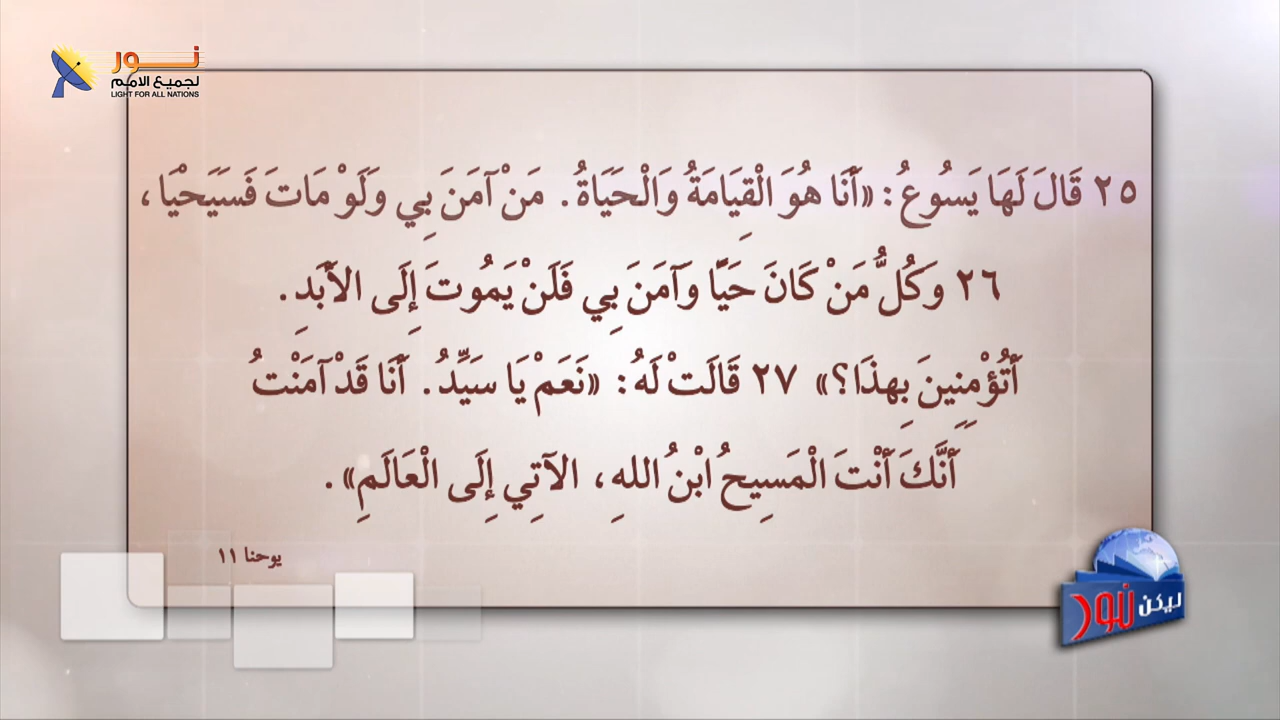 نور
لجميع الامم
LIGHT FOR ALL NATIONS
٢٥ قَالَ لَهَا يَسُوعُ: «أَنَا هُوَ الْقِيَامَةُ وَالْحَيَاةُ. مَنْ آمَنَ بِي وَلَوْ مَاتَ فَسَيَحْيَا،
٢٦ وَكُلُّ مَنْ كَانَ حَيًّا وَآمَنَ بِي فَلَنْ يَمُوتَ إِلَى الأَبَدِ.
أَتُؤْمِنِينَ بِهذَا؟» ٢٧ قَالَتْ لَهُ: «نَعَمْ يَا سَيِّدُ. أَنَا قَدْ آمَنْتُ
أَنَّكَ أَنْتَ الْمَسِيحُ ابْنُ اللهِ، الآتِي إِلَى الْعَالَمِ».
يوحنا ١١
ليكن نور